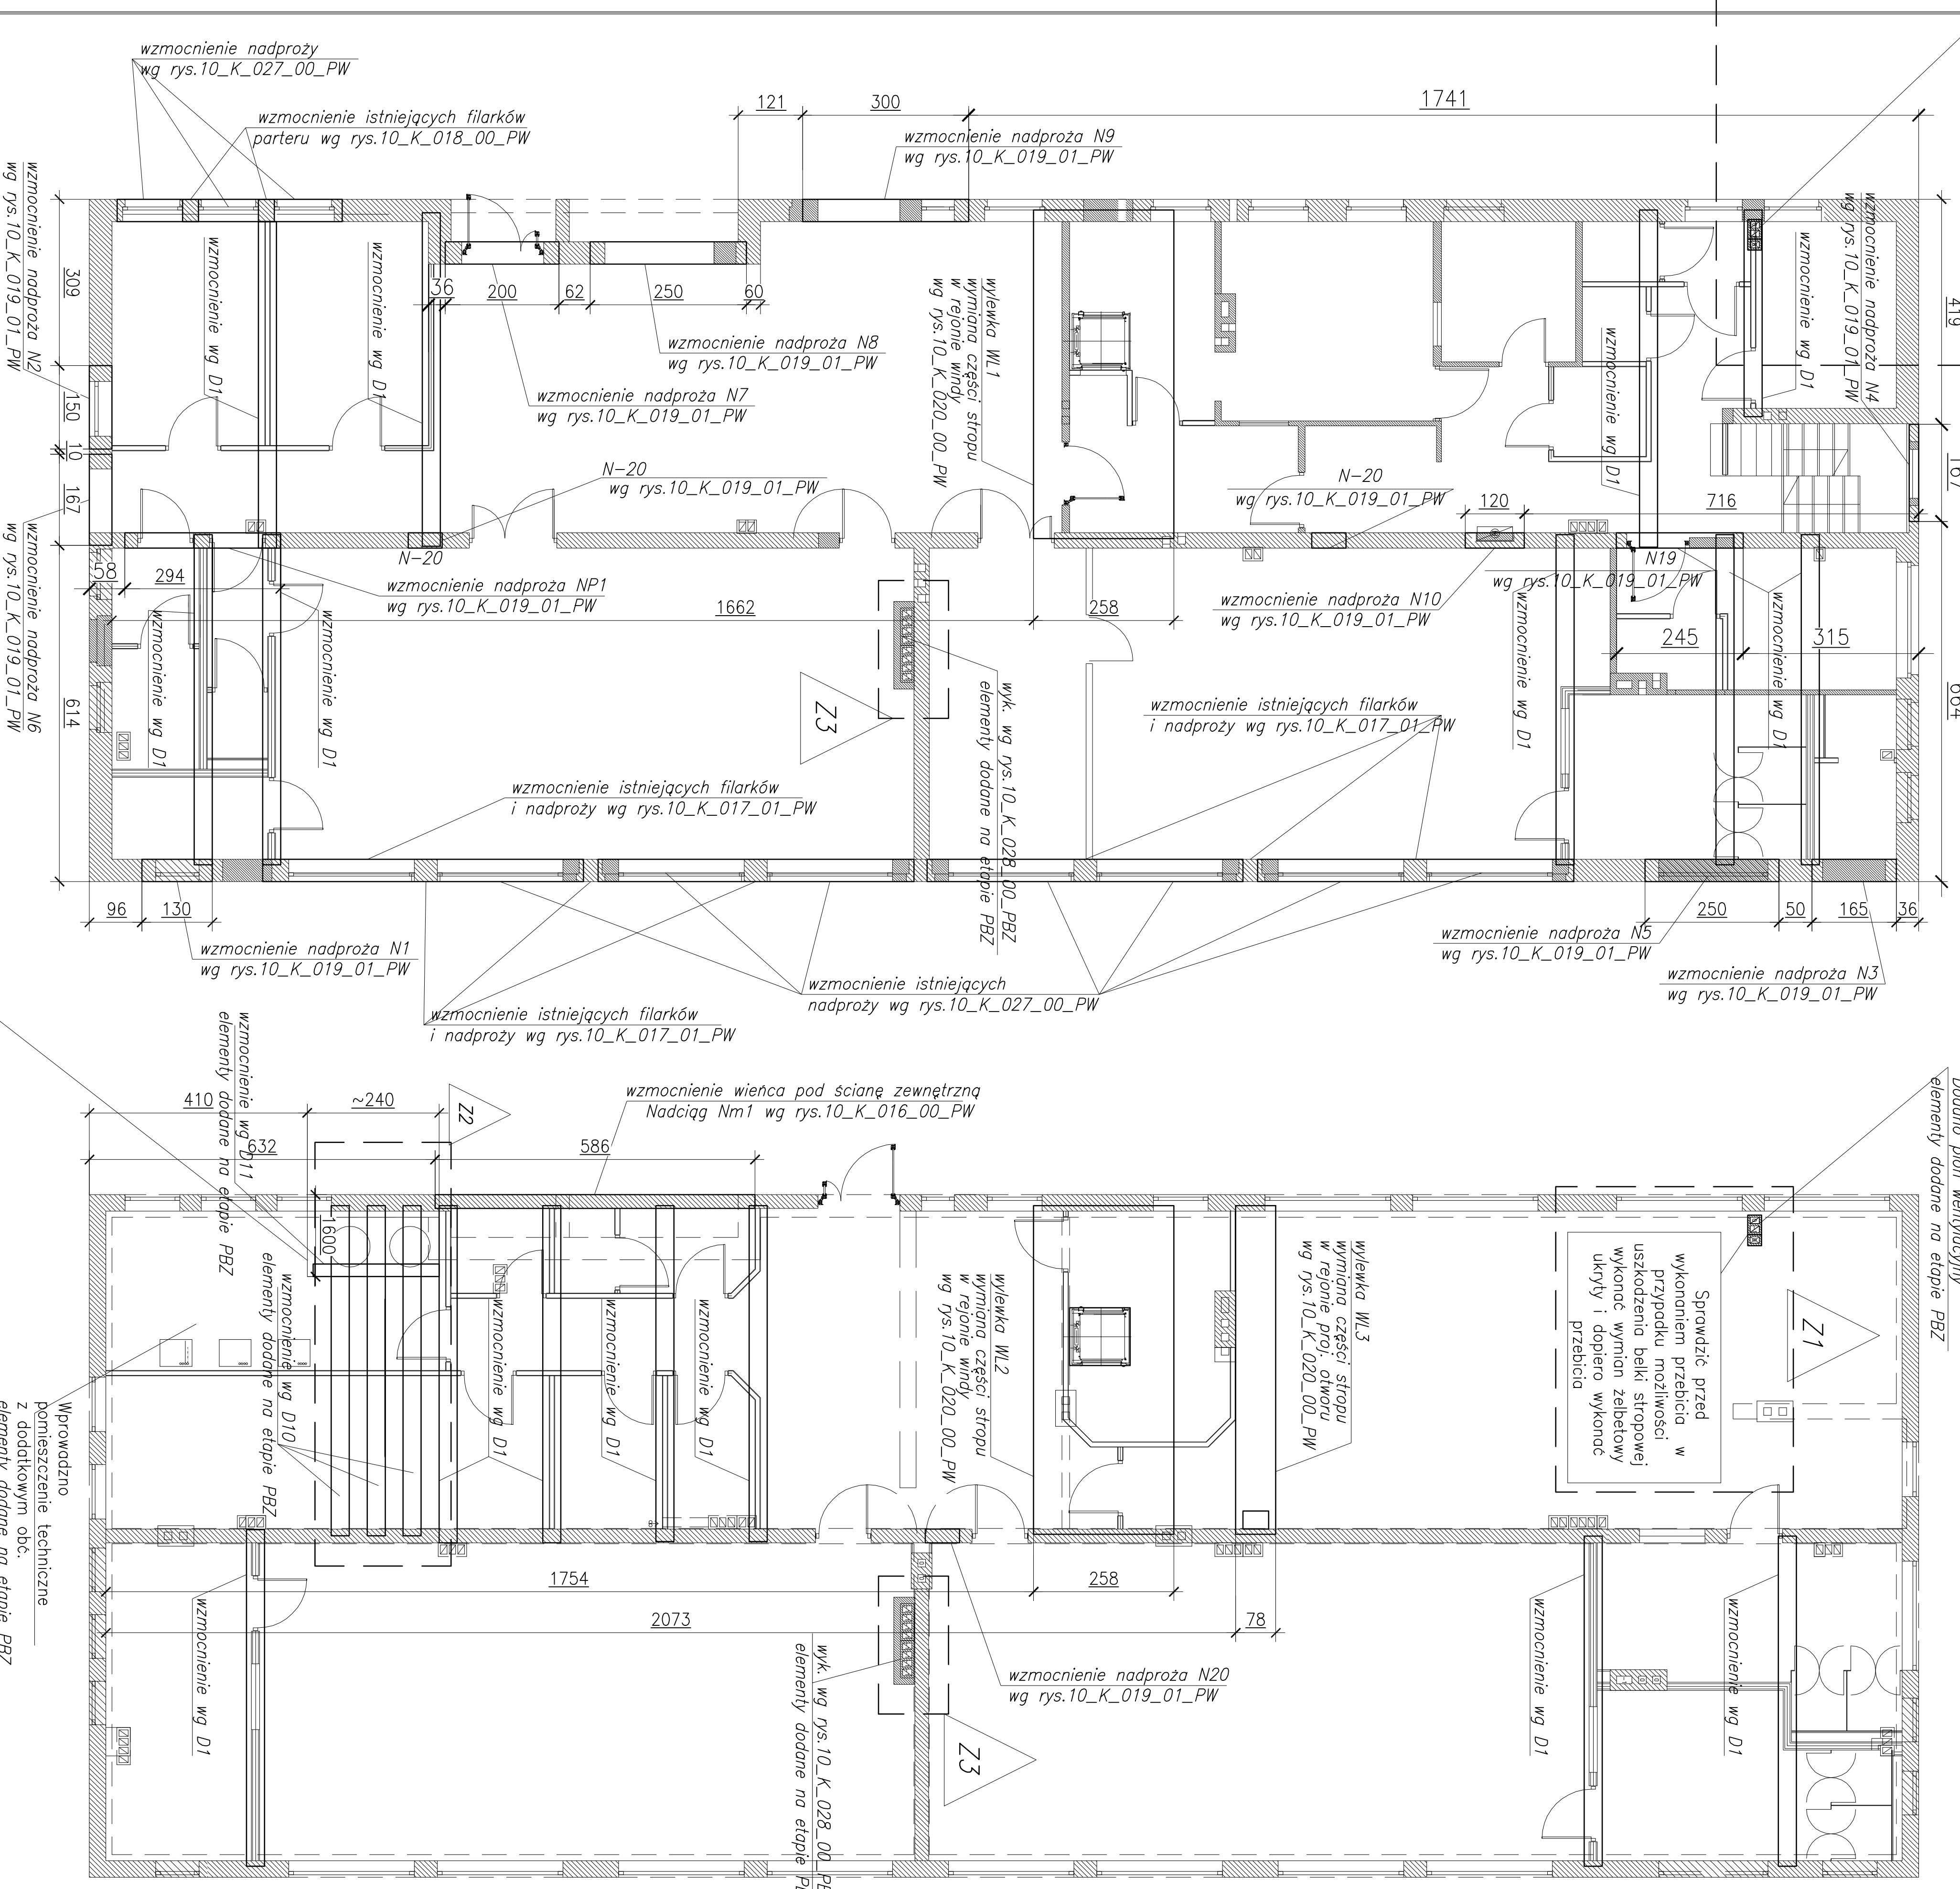 wzmocnienie nadproży
wg rys.10_K_027_00_PW
wzmocnienie istniejących filarków
parteru wg rys.10_K_018_00_PW
121
300
1741
wzmocnienie nadproża N9
wg rys.10_K_019_01_PW
wzmocnienie nadproża N2
wg rys.10_K_019_01_PW
309
150
10
167
wzmocnienie nadproża N6
wg rys.10_K_019_01_PW
614
wzmocnienie wg D1
wzmocnienie wg D1
36
200
62
250
60
wzmocnienie nadproża N8
wg rys.10_K_019_01_PW
wzmocnienie nadproża N7
wg rys.10_K_019_01_PW
N-20
wg rys.10_K_019_01_PW
N-20
wylewka WL1
wymiana części stropu
w rejonie windy
wg rys.10_K_020_00_PW
N-20
wg rys.10_K_019_01_PW
wzmocnienie wg D1
wzmocnienie wg D1
wzmocnienie nadproża N4
wg rys.10_K_019_01_PW
419
167
664
120
716
58
294
wzmocnienie nadproża NP1
wg rys.10_K_019_01_PW
1662
258
wzmocnienie nadproża N10
wg rys.10_K_019_01_PW
N19
wg rys.10_K_019_01_PW
245
315
wzmocnienie wg D1
wzmocnienie wg D1
wzmocnienie wg D1
wzmocnienie wg D1
Z3
wyk. wg rys.10_K_028_00_PBZ
elementy dodane na etapie PBZ
wzmocnienie istniejących filarków
i nadproży wg rys.10_K_017_01_PW
wzmocnienie istniejących filarków
i nadproży wg rys.10_K_017_01_PW
96
130
250
50
165
36
wzmocnienie nadproża N1
wg rys.10_K_019_01_PW
wzmocnienie nadproża N5
wg rys.10_K_019_01_PW
wzmocnienie nadproża N3
wg rys.10_K_019_01_PW
wzmocnienie istniejących
nadproży wg rys.10_K_027_00_PW
wzmocnienie istniejących filarków
i nadproży wg rys.10_K_017_01_PW
wzmocnienie wg D11
elementy dodane na etapie PBZ
410
~240
Z2
wzmocnienie wieńca pod ścianę zewnętrzną
Nadciąg Nm1 wg rys.10_K_016_00_PW
632
586
1600
wzmocnienie wg D10
elementy dodane na etapie PBZ
wzmocnienie wg D1
wzmocnienie wg D1
wzmocnienie wg D1
wylewka WL2
wymiana części stropu
w rejonie windy
wg rys.10_K_020_00_PW
wylewka WL3
wymiana części stropu
w rejonie proj. otworu
wg rys.10_K_020_00_PW
Sprawdzić przed
wykonaniem przebicia w
przypadku możliwości
uszkodzenia belki stropowej
wykonać wymian żelbetowy
ukryty i dopiero wykonać
przebicia
Z1
Dodano pion wentylacyjny
elementy dodane na etapie PBZ
Wprowadzno
pomieszczenie techniczne
z dodatkowym obc.
elementy dodane na etapie PBZ
1754
258
2073
78
wzmocnienie nadproża N20
wg rys.10_K_019_01_PW
wzmocnienie wg D1
wzmocnienie wg D1
wzmocnienie wg D1
Z3
wyk. wg rys.10_K_028_00_PBZ
elementy dodane na etapie